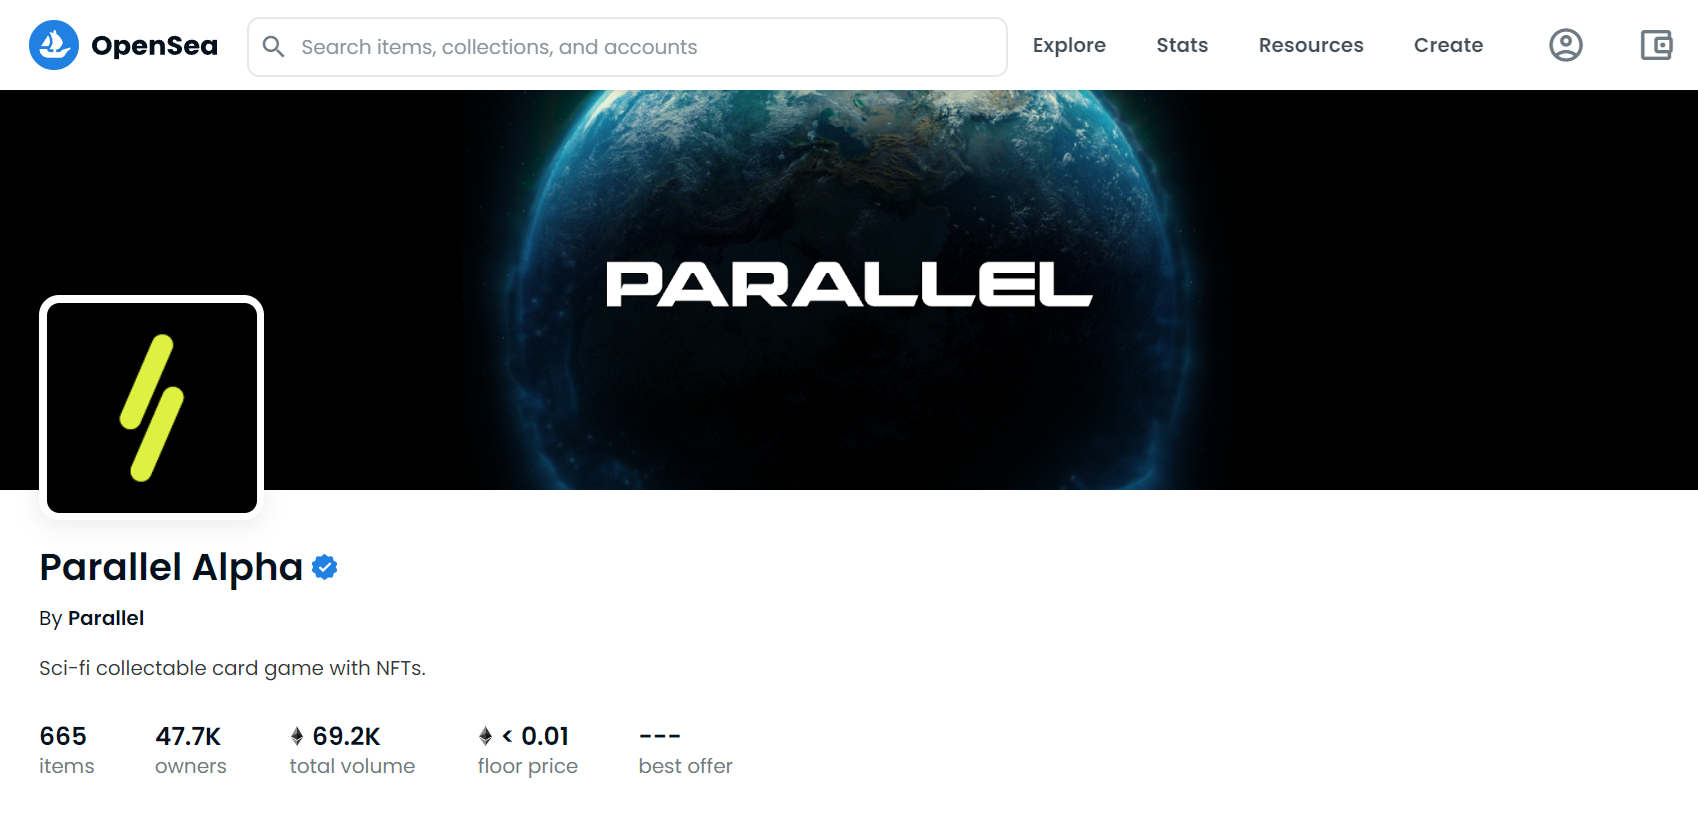 OpenSea
Search items, collections, and accounts
Explore
Stats
Resources
Create
PARALLEL
Parallel Alpha
By Parallel
Sci-fi collectable card game with NFTs.
665
items
47.7K
owners
69.2K
total volume
< 0.01
floor price
---
best offer